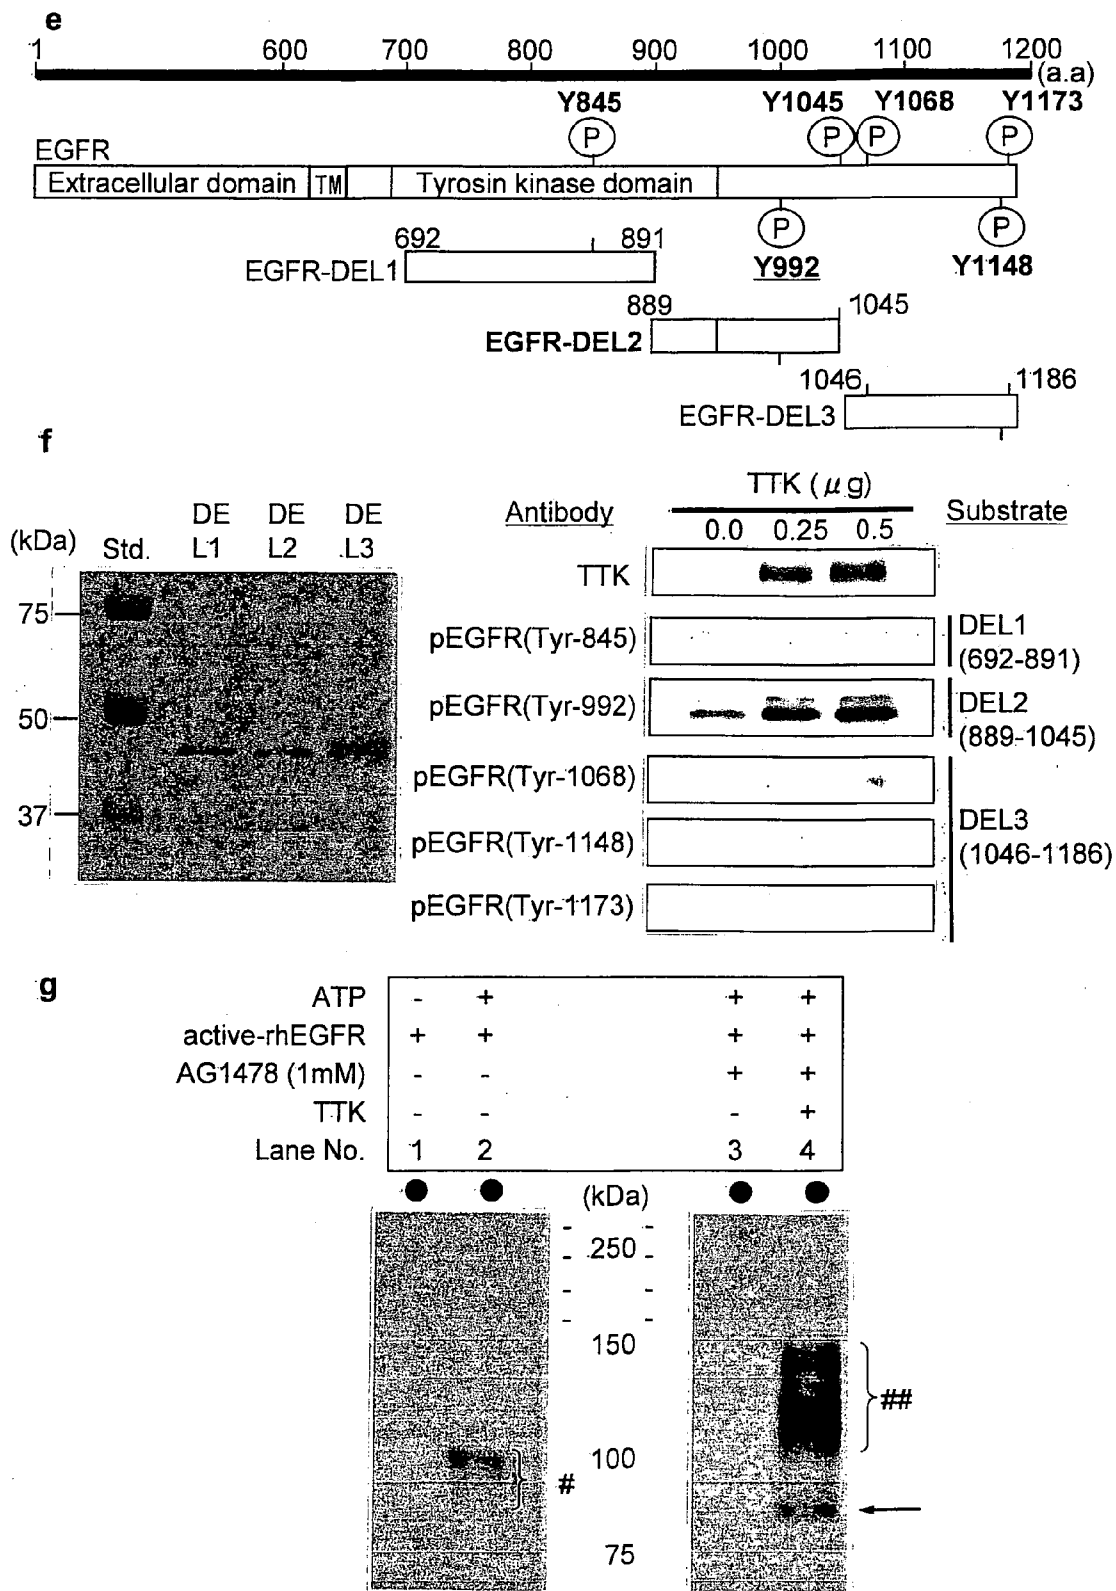 e
1 600 700 800 900 1000 1100 1200
(a.a)
Y845 Y1045 Y1068 Y1173
P P P P
EGFR
Extracellular domain TM Tyrosin kinase domain
P P
692 891
EGFR-DEL1
Y992 Y1148
889 1045
EGFR-DEL2
1046 1186
EGFR-DEL3
f
TTK (μg)
DE DE DE
Antibody 0.0 0.25 0.5 Substrate
(kDa) Std. L1 L2 .L3
TTK
75
pEGFR(Tyr-845) DEL1
(692-891)
50
pEGFR(Tyr-992) DEL2
(889-1045)
37
pEGFR(Tyr-1068)
DEL3
pEGFR(Tyr-1148) (1046-1186)
pEGFR(Tyr-1173)
g
ATP - + + +
active-rhEGFR + + + +
AG1478 (1mM) - - + +
TTK - - - +
Lane No. 1 2 3 4
(kDa)
250
150
##
100
#
75